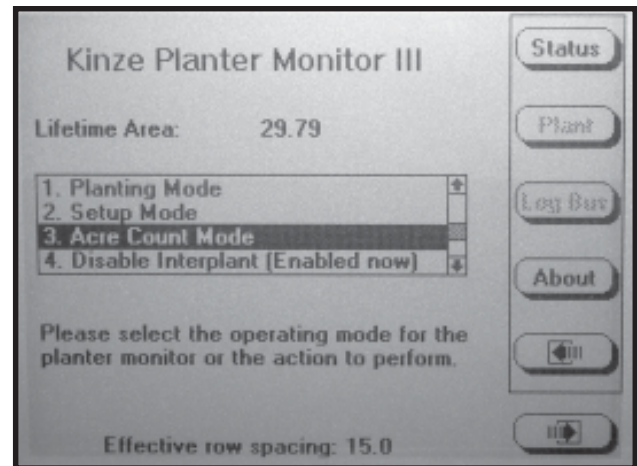 Kinze Planter Monitor III
Lifetime Area: 29.79
1. Planting Mode
2. Setup Mode
3. Acre Count Mode
4. Disable Interplant (Enabled now)
Please select the operating mode for the
planter monitor or the action to perform.
Effective row spacing: 15.0
Status
Plant
Log Bus
About